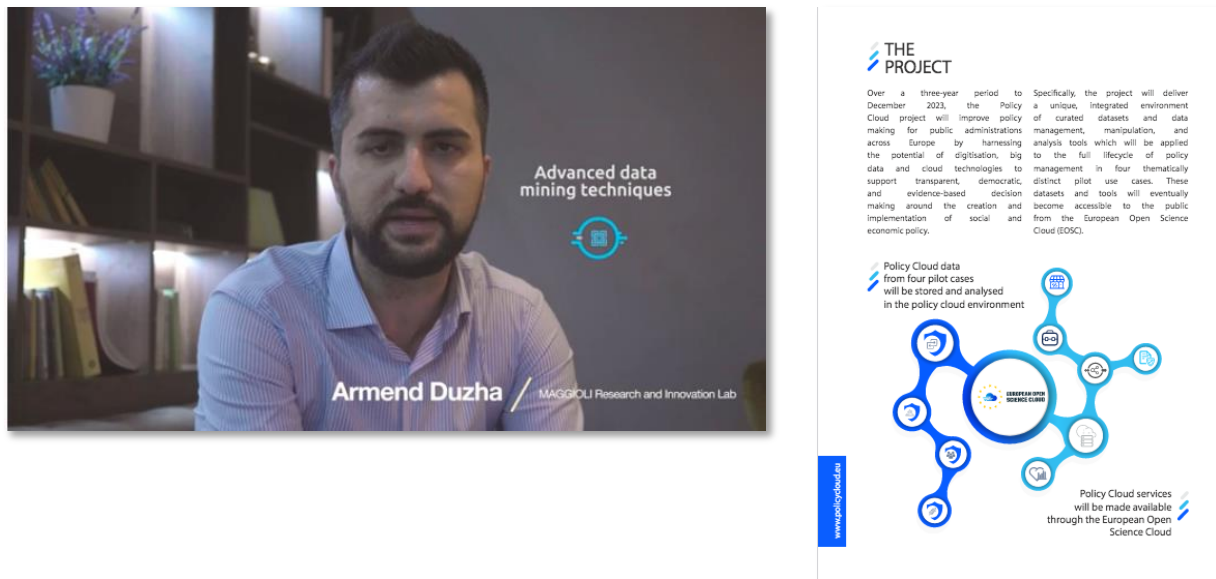 Advanced data
mining techniques
Armend Duzha
MAGGIOLI Research and Innovation Lab
THE
PROJECT
Over a three-year period to
December 2023, the Policy
Cloud project will improve policy
making for public administrations
across Europe by harnessing
the potential of digitisation, big
data and cloud technologies to
support transparent, democratic,
and evidence-based decision
making around the creation and
implementation of social and
economic policy.
Specifically, the project will deliver
a unique, integrated environment
of curated datasets and data
management, manipulation, and
analysis tools which will be applied
to the full lifecycle of policy
management in four thematically
distinct pilot use cases. These
datasets and tools will eventually
become accessible to the public
from the European Open Science
Cloud (EOSC).
Policy Cloud data
from four pilot cases
will be stored and analysed
in the policy cloud environment
EUROPEAN OPEN
SCIENCE CLOUD
www.policycloud.eu
Policy Cloud services
will be made available
through the European Open
Science Cloud